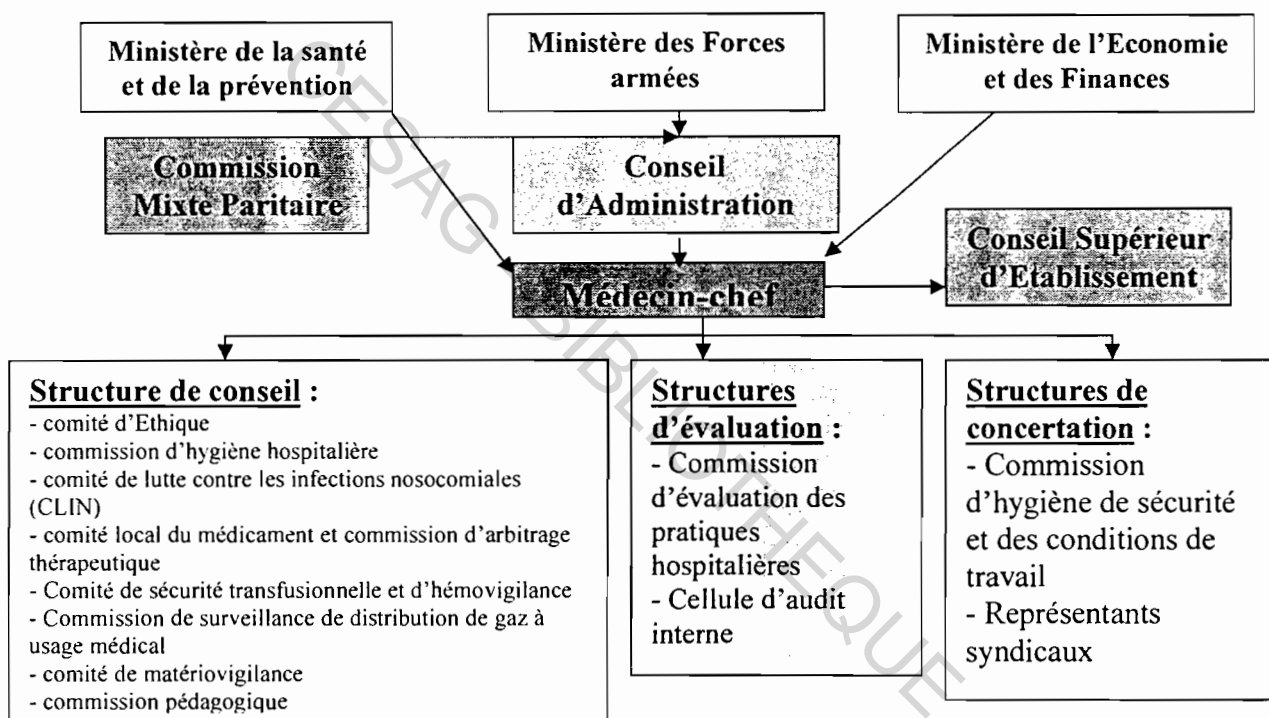 Ministère de la santé
et de la prévention
Ministère des Forces
armées
Ministère de l'Economie
et des Finances
Commission
Mixte Paritaire
Conseil
d'Administration
Conseil Supérieur
d'Etablissement
Médecin-chef
Structure de conseil :
- comité d'Ethique
- commission d'hygiène hospitalière
- comité de lutte contre les infections nosocomiales
(CLIN)
- comité local du médicament et commission d'arbitrage
thérapeutique
- Comité de sécurité transfusionnelle et d'hémovigilance
- Commission de surveillance de distribution de gaz à
usage médical
- comité de matériovigilance
- commission pédagogique
Structures
d'évaluation :
- Commission
d'évaluation des
pratiques
hospitalières
- Cellule d'audit
interne
Structures de
concertation :
- Commission
d'hygiène de sécurité
et des conditions de
travail
- Représentants
syndicaux
CESAG BIBLIOTHEQUE